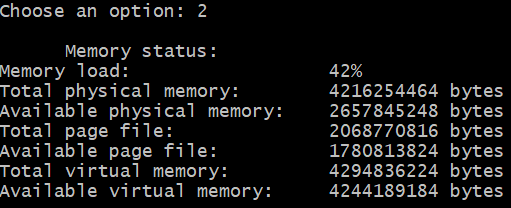 Choose an option: 2
Memory status:
Memory load: 42%
Total physical memory: 4216254464 bytes
Available physical memory: 2657845248 bytes
Total page file: 2068770816 bytes
Available page file: 1780813824 bytes
Total virtual memory: 4294836224 bytes
Available virtual memory: 4244189184 bytes